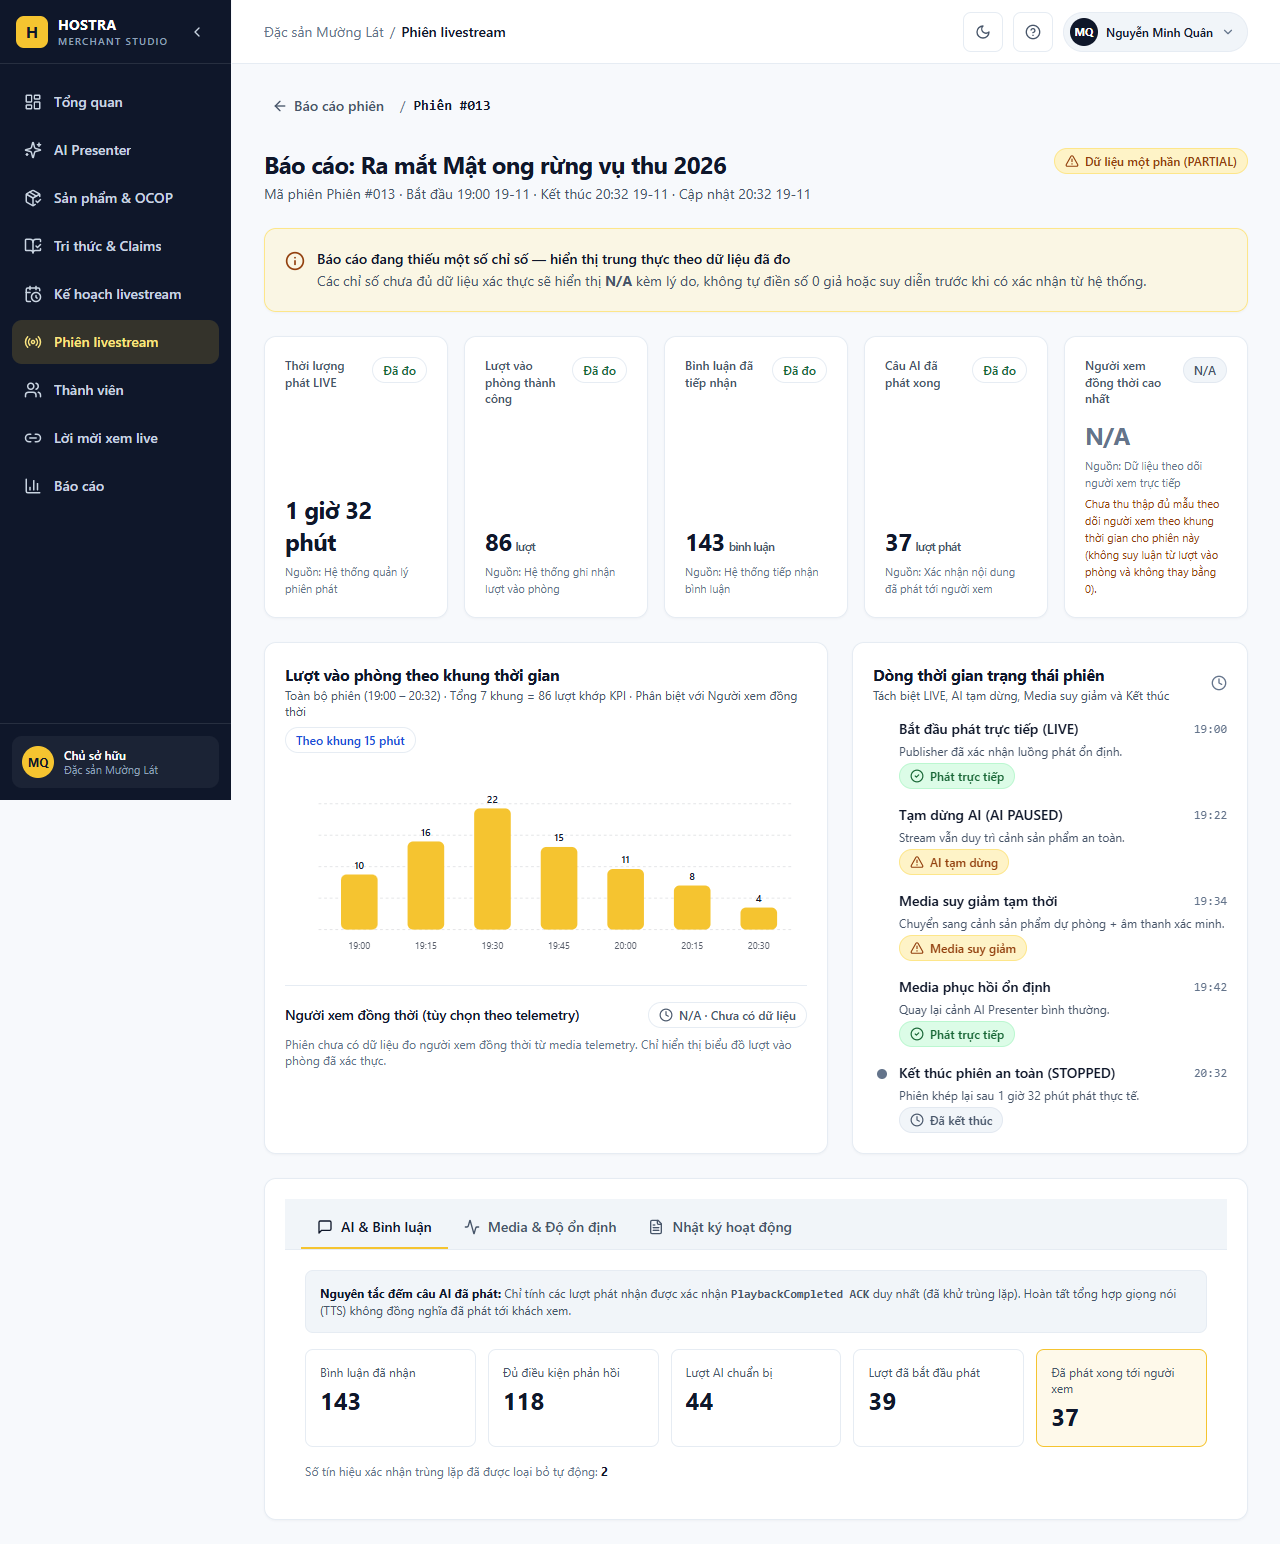 H
HOSTRA
MERCHANT STUDIO
Đặc sản Mường Lát / Phiên livestream
MQ Nguyễn Minh Quân
Tổng quan
AI Presenter
Sản phẩm & OCOP
Tri thức & Claims
Kế hoạch livestream
Phiên livestream
Thành viên
Lời mời xem live
Báo cáo
MQ
Chủ sở hữu
Đặc sản Mường Lát
Báo cáo phiên / Phiên #013
Báo cáo: Ra mắt Mật ong rừng vụ thu 2026
Dữ liệu một phần (PARTIAL)
Mã phiên Phiên #013 · Bắt đầu 19:00 19-11 · Kết thúc 20:32 19-11 · Cập nhật 20:32 19-11
Báo cáo đang thiếu một số chỉ số — hiển thị trung thực theo dữ liệu đã đo
Các chỉ số chưa đủ dữ liệu xác thực sẽ hiển thị N/A kèm lý do, không tự điền số 0 giả hoặc suy diễn trước khi có xác nhận từ hệ thống.
Thời lượng
phát LIVE
Đã đo
1 giờ 32
phút
Nguồn: Hệ thống quản lý
phiên phát
Lượt vào
phòng thành
công
Đã đo
86 lượt
Nguồn: Hệ thống ghi nhận
lượt vào phòng
Bình luận đã
tiếp nhận
Đã đo
143 bình luận
Nguồn: Hệ thống tiếp nhận
bình luận
Câu AI đã
phát xong
Đã đo
37 lượt phát
Nguồn: Xác nhận nội dung
đã phát tới người xem
Người xem
đồng thời cao
nhất
N/A
N/A
Nguồn: Dữ liệu theo dõi
người xem trực tiếp
Chưa thu thập đủ mẫu theo
dõi người xem theo khung
thời gian cho phiên này
(không suy luận từ lượt vào
phòng và không thay bằng
0).
Lượt vào phòng theo khung thời gian
Toàn bộ phiên (19:00 – 20:32) · Tổng 7 khung = 86 lượt khớp KPI · Phân biệt với Người xem đồng
thời
Theo khung 15 phút
10
16
22
15
11
8
4
19:00
19:15
19:30
19:45
20:00
20:15
20:30
Người xem đồng thời (tùy chọn theo telemetry)
N/A · Chưa có dữ liệu
Phiên chưa có dữ liệu đo người xem đồng thời từ media telemetry. Chỉ hiển thị biểu đồ lượt vào
phòng đã xác thực.
Dòng thời gian trạng thái phiên
Tách biệt LIVE, AI tạm dừng, Media suy giảm và Kết thúc
Bắt đầu phát trực tiếp (LIVE) 19:00
Publisher đã xác nhận luồng phát ổn định.
Phát trực tiếp
Tạm dừng AI (AI PAUSED) 19:22
Stream vẫn duy trì cảnh sản phẩm an toàn.
AI tạm dừng
Media suy giảm tạm thời 19:34
Chuyển sang cảnh sản phẩm dự phòng + âm thanh xác minh.
Media suy giảm
Media phục hồi ổn định 19:42
Quay lại cảnh AI Presenter bình thường.
Phát trực tiếp
Kết thúc phiên an toàn (STOPPED) 20:32
Phiên khép lại sau 1 giờ 32 phút phát thực tế.
Đã kết thúc
AI & Bình luận
Media & Độ ổn định
Nhật ký hoạt động
Nguyên tắc đếm câu AI đã phát: Chỉ tính các lượt phát nhận được xác nhận PlaybackCompleted ACK duy nhất (đã khử trùng lặp). Hoàn tất tổng hợp giọng nói
(TTS) không đồng nghĩa đã phát tới khách xem.
Bình luận đã nhận
143
Đủ điều kiện phản hồi
118
Lượt AI chuẩn bị
44
Lượt đã bắt đầu phát
39
Đã phát xong tới người
xem
37
Số tín hiệu xác nhận trùng lặp đã được loại bỏ tự động: 2